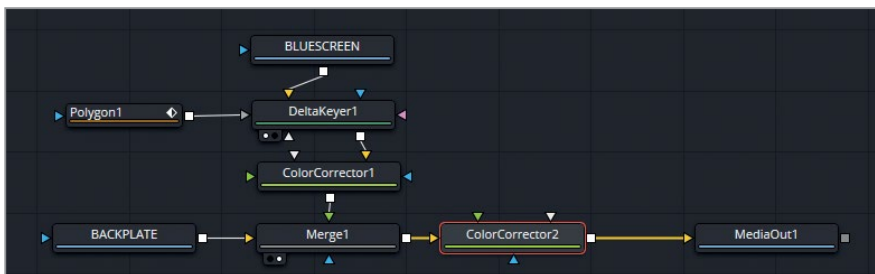 BLUESCREEN
Polygon1
DeltaKeyer1
ColorCorrector1
BACKPLATE
Merge1
ColorCorrector2
MediaOut1